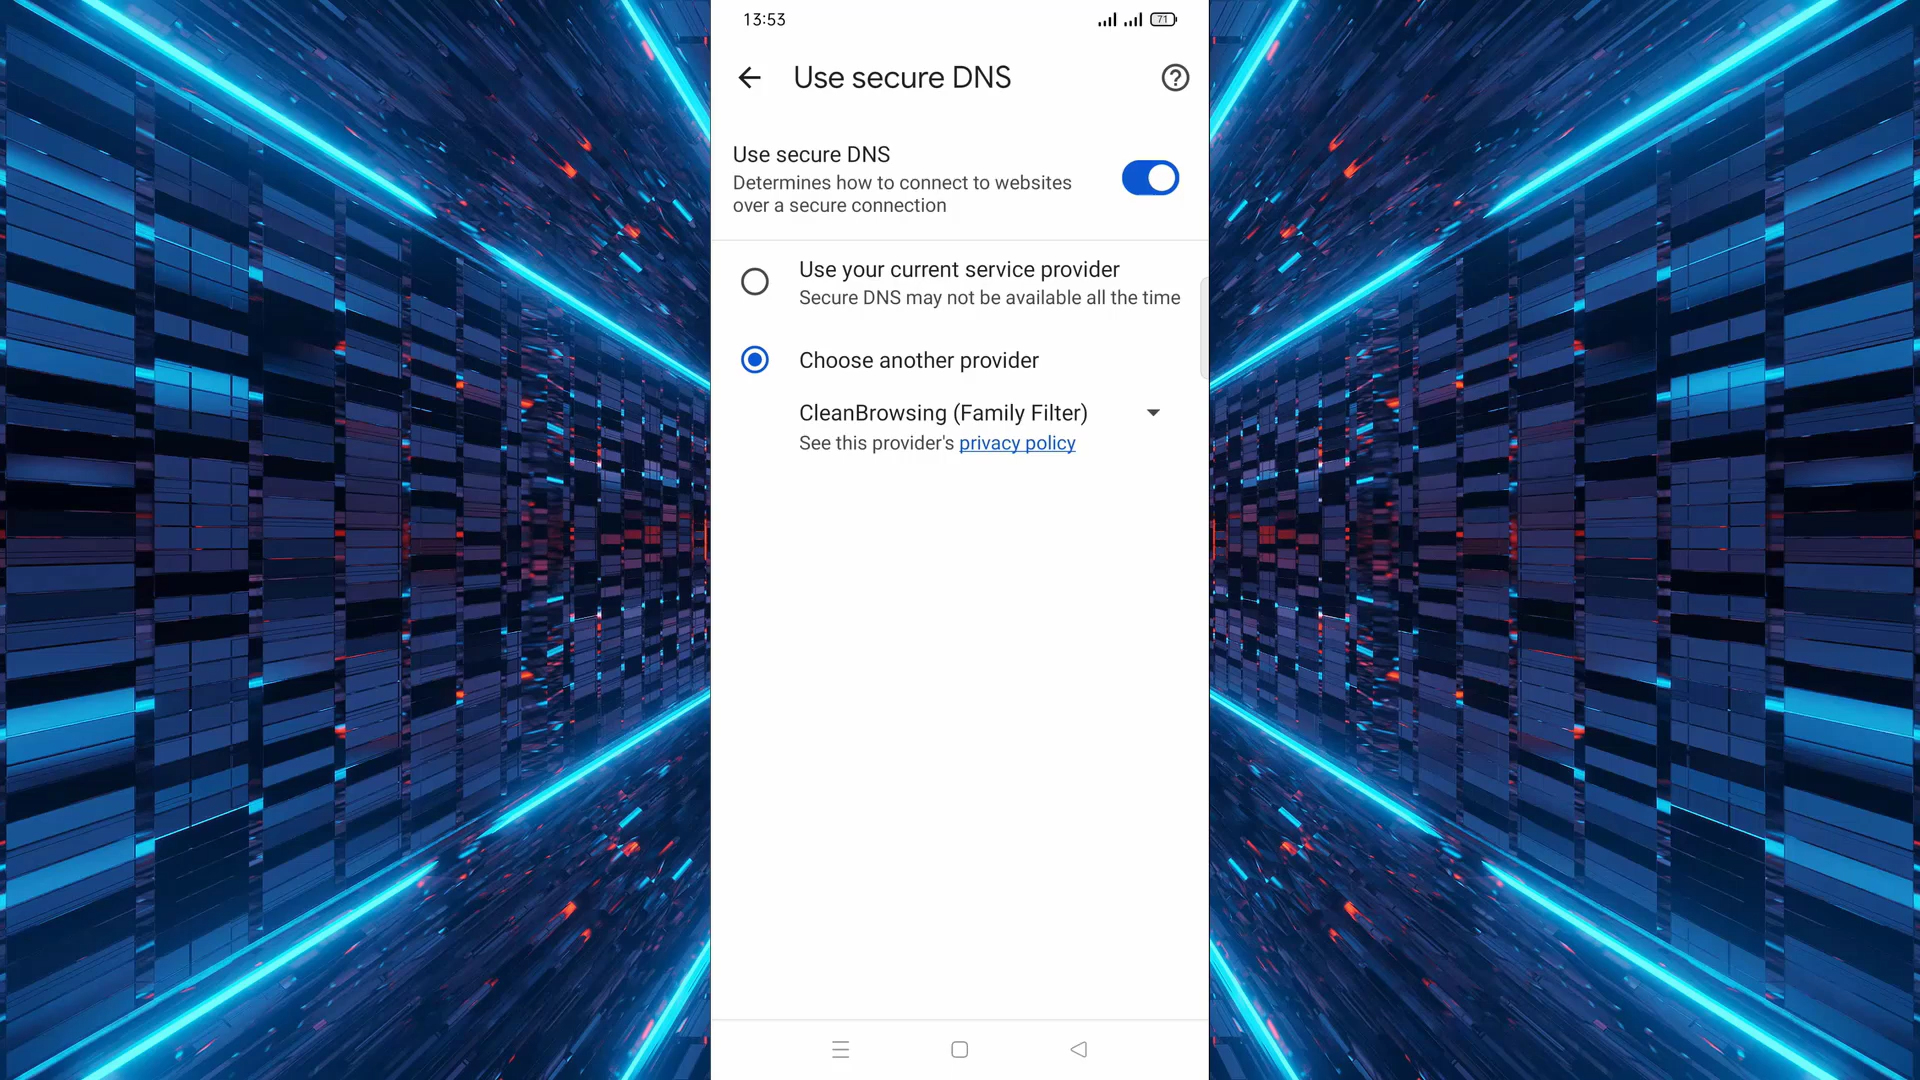 13:53
71
Use secure DNS
Use secure DNS
Determines how to connect to websites
over a secure connection
Use your current service provider
Secure DNS may not be available all the time
Choose another provider
CleanBrowsing (Family Filter)
See this provider's privacy policy